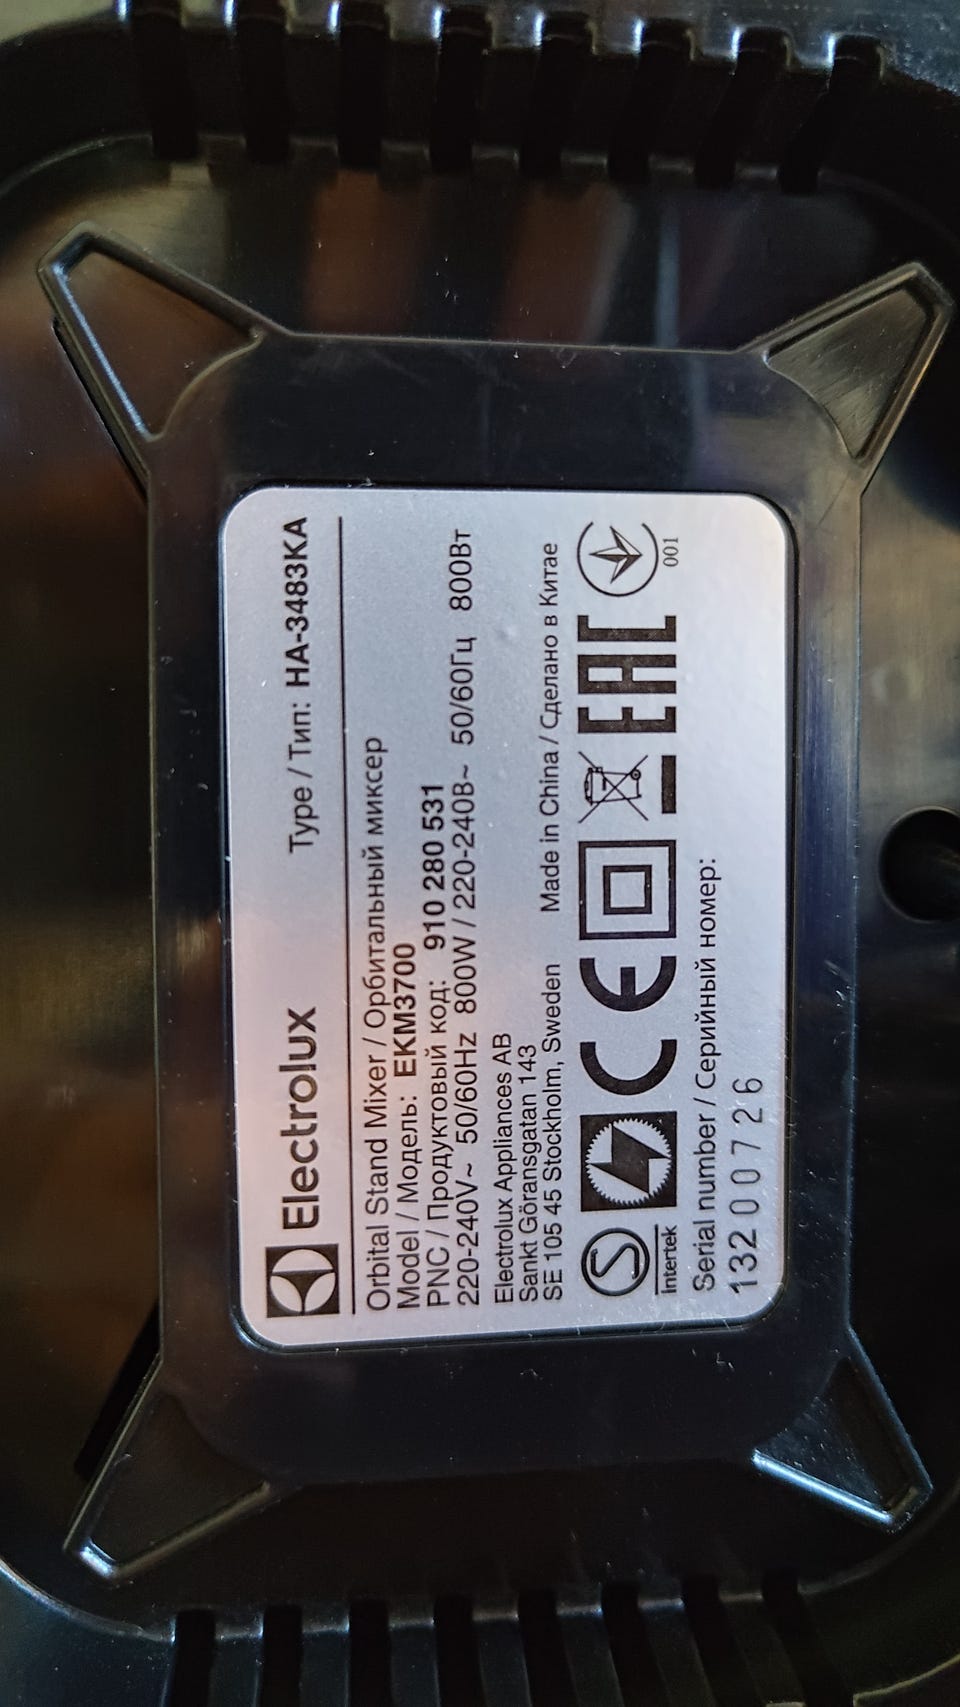 Electrolux
Type / Тип: HA-3483KA
Orbital Stand Mixer / Орбитальный миксер
Model / Модель: EKM3700
PNC / Продуктовый код: 910 280 531
220-240V~ 50/60Hz 800W / 220-240В~ 50/60Гц 800Вт
Electrolux Appliances AB
Sankt Göransgatan 143
SE 105 45 Stockholm, Sweden Made in China / Сделано в Китае
S CE EAC
Intertek 001
Serial number / Серийный номер:
13200726